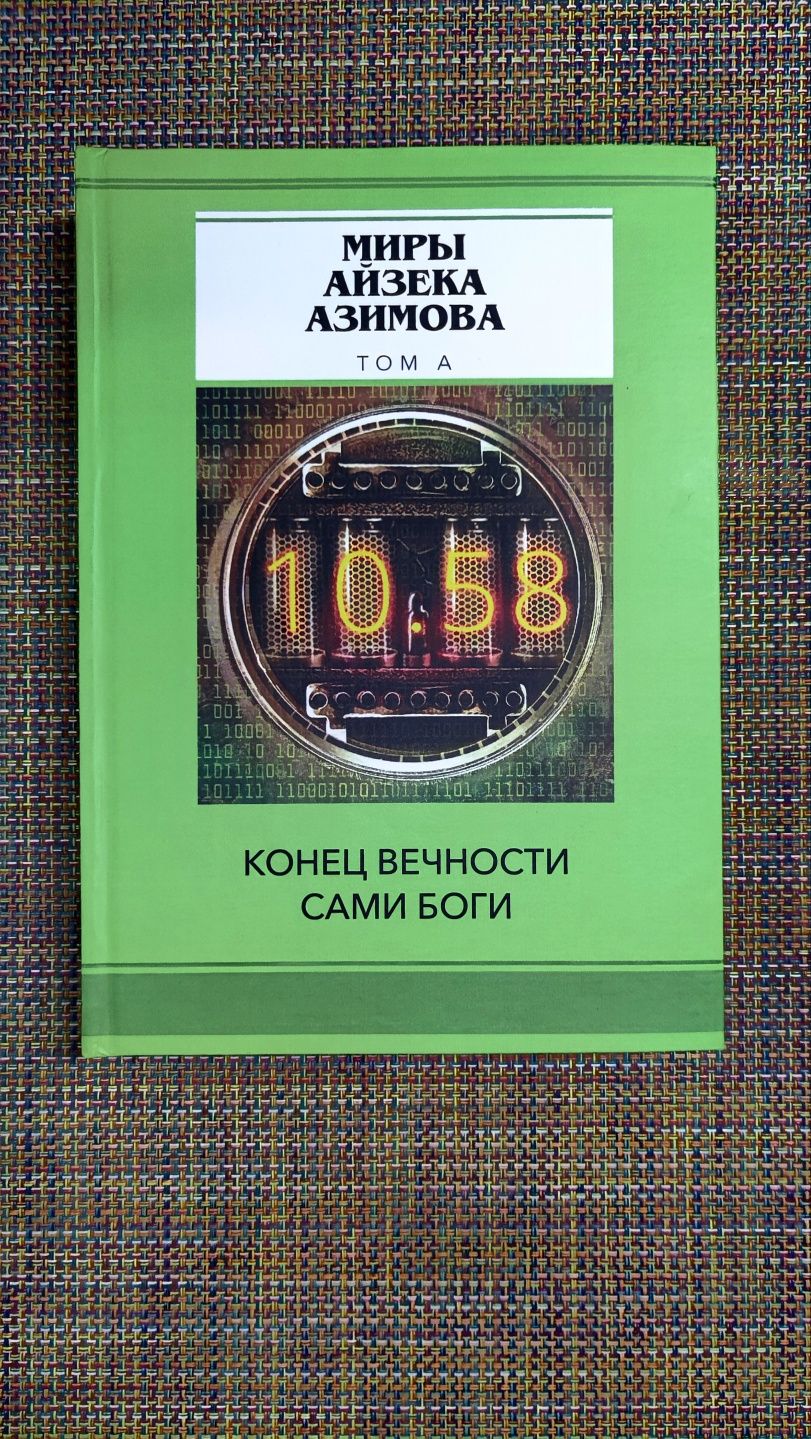 МИРЫ
АЙЗЕКА
АЗИМОВА
ТОМ А
10 58
КОНЕЦ ВЕЧНОСТИ
САМИ БОГИ